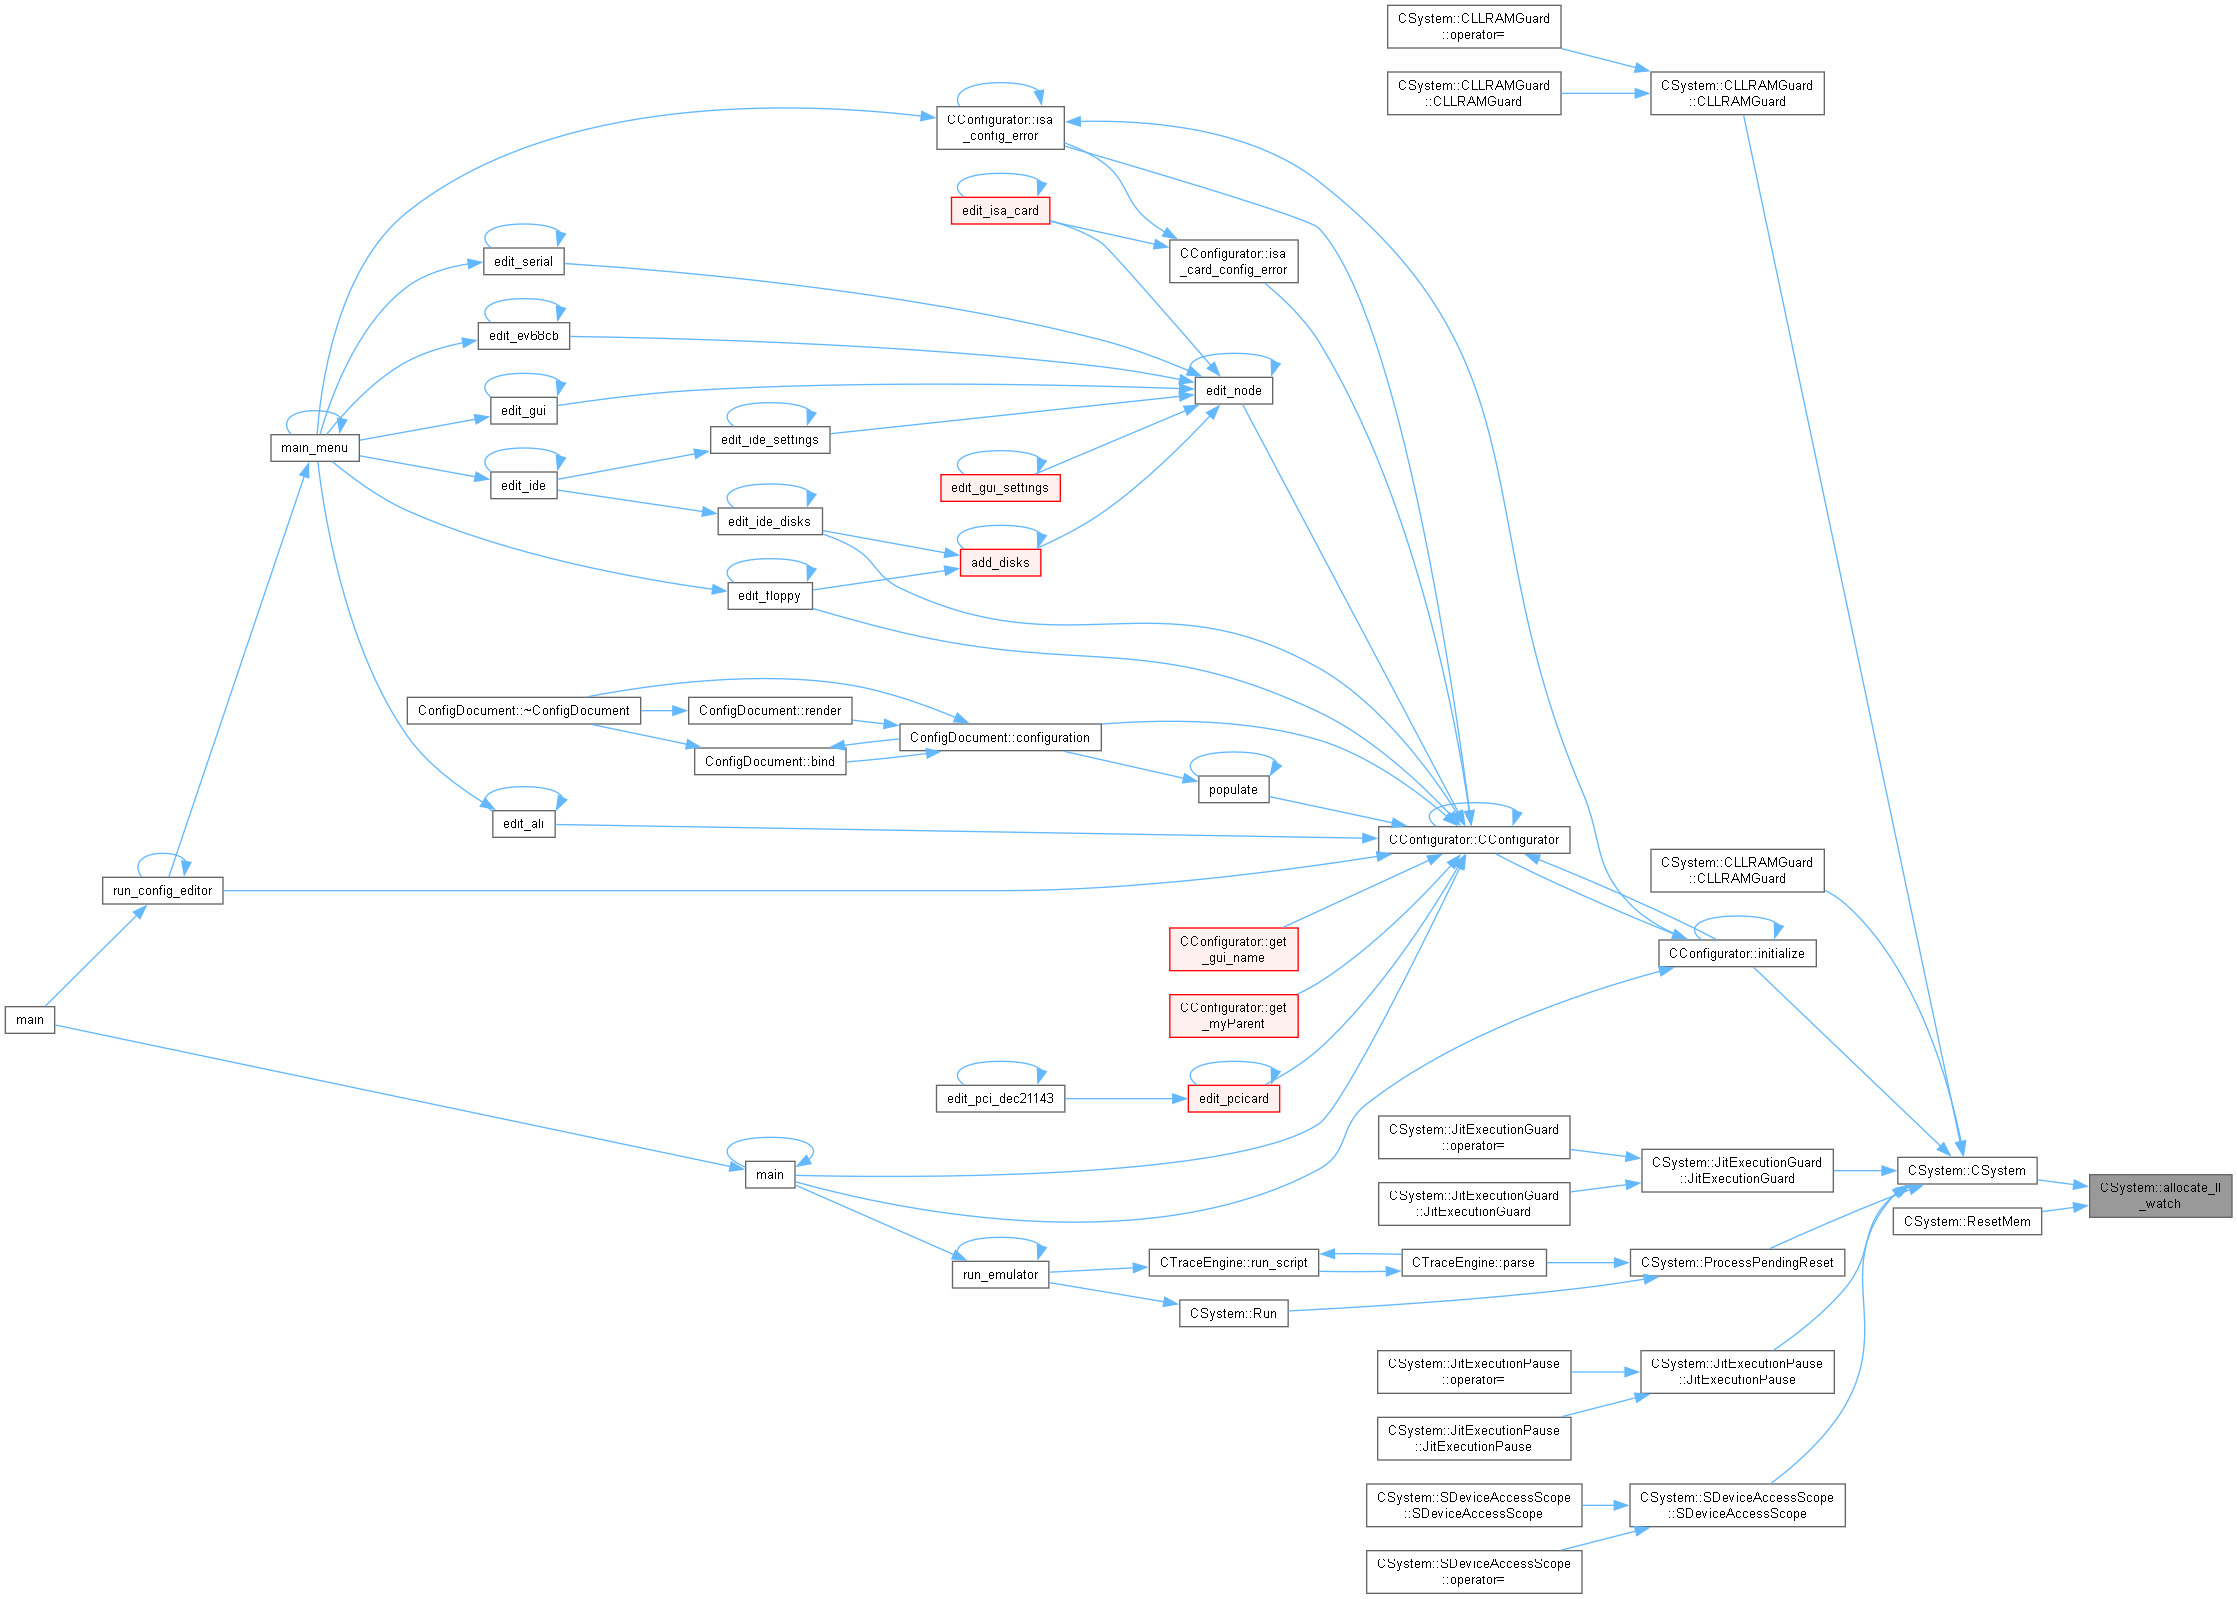 CSystem::CLLRAMGuard
::operator=
CSystem::CLLRAMGuard
::CLLRAMGuard
CSystem::CLLRAMGuard
::CLLRAMGuard
CConfigurator::isa
_config_error
edit_isa_card
CConfigurator::isa
_card_config_error
edit_serial
edit_ev68cb
edit_node
edit_gui
edit_ide_settings
main_menu
edit_ide
edit_gui_settings
edit_ide_disks
add_disks
edit_floppy
ConfigDocument::~ConfigDocument
ConfigDocument::render
ConfigDocument::configuration
ConfigDocument::bind
populate
edit_ali
CConfigurator::CConfigurator
CSystem::CLLRAMGuard
::CLLRAMGuard
run_config_editor
CConfigurator::get
_gui_name
CConfigurator::initialize
CConfigurator::get
_myParent
main
edit_pci_dec21143
edit_pcicard
CSystem::JitExecutionGuard
::operator=
CSystem::JitExecutionGuard
::JitExecutionGuard
main
CSystem::CSystem
CSystem::allocate_ll
_watch
CSystem::JitExecutionGuard
::JitExecutionGuard
CSystem::ResetMem
CTraceEngine::run_script
CTraceEngine::parse
CSystem::ProcessPendingReset
run_emulator
CSystem::Run
CSystem::JitExecutionPause
::operator=
CSystem::JitExecutionPause
::JitExecutionPause
CSystem::JitExecutionPause
::JitExecutionPause
CSystem::SDeviceAccessScope
::SDeviceAccessScope
CSystem::SDeviceAccessScope
::SDeviceAccessScope
CSystem::SDeviceAccessScope
::operator=